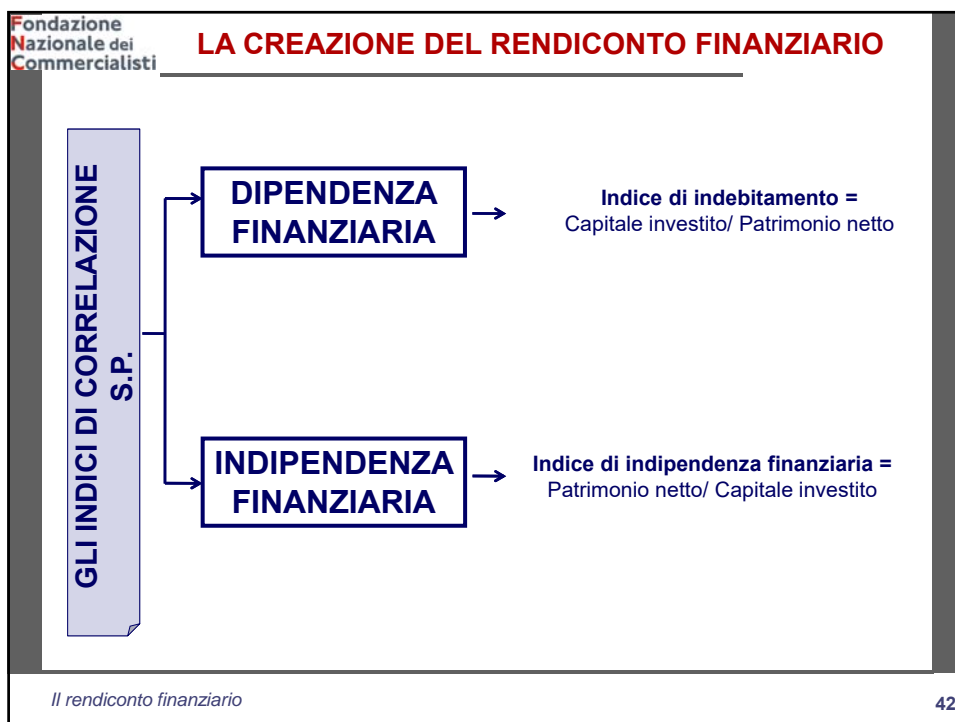 Fondazione
Nazionale dei
Commercialisti
LA CREAZIONE DEL RENDICONTO FINANZIARIO
GLI INDICI DI CORRELAZIONE
S.P.
DIPENDENZA
FINANZIARIA
Indice di indebitamento =
Capitale investito/ Patrimonio netto
INDIPENDENZA
FINANZIARIA
Indice di indipendenza finanziaria =
Patrimonio netto/ Capitale investito
Il rendiconto finanziario
42